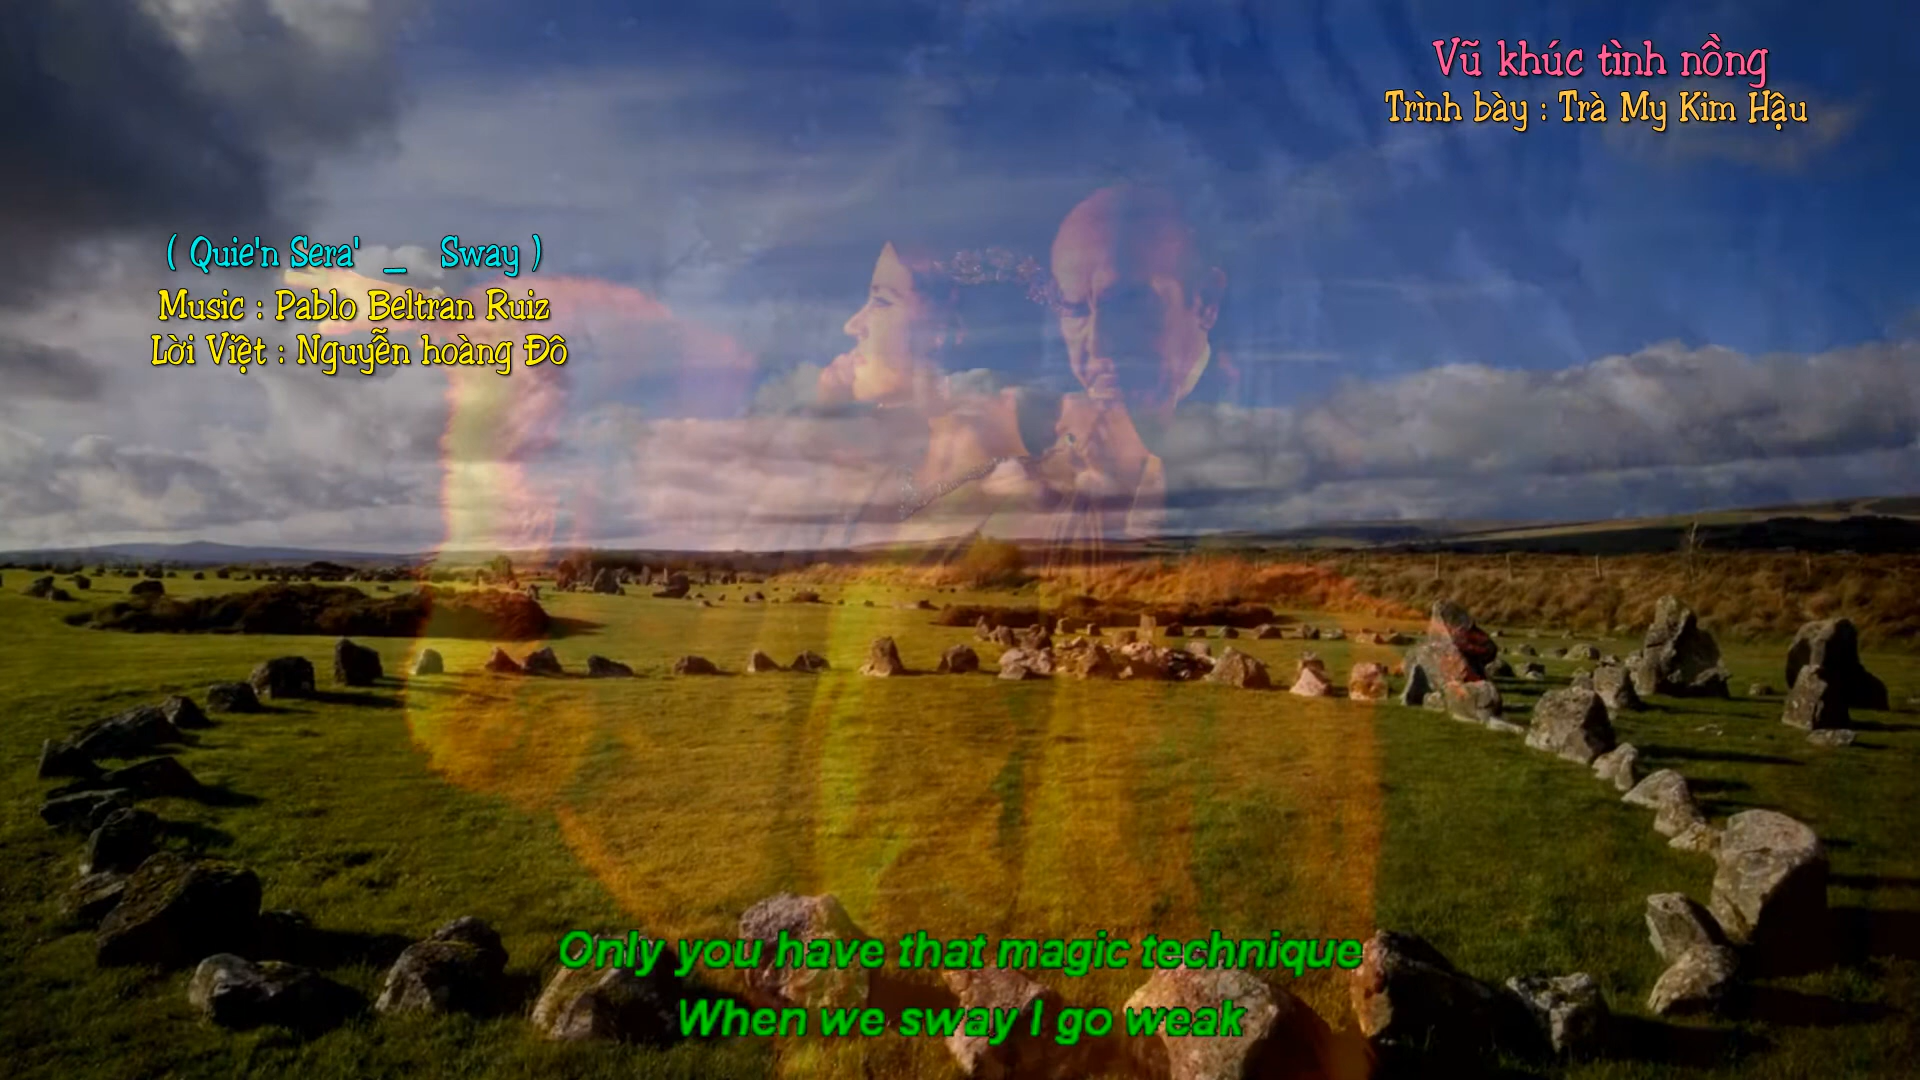 Vũ khúc tình nồng
Trình bày : Trà My Kim Hậu
( Quie'n Sera' _ Sway )
Music : Pablo Beltran Ruiz
Lời Việt : Nguyễn hoàng Đô
Only you have that magic technique
When we sway I go weak